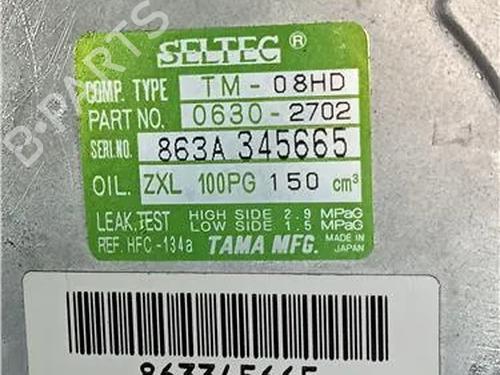 SELTEC ®
COMP. TYPE TM-08HD
PART NO. 0630-2702
SERI.NO. 863A 345665
OIL. ZXL 100PG 150 cm³
LEAK.TEST HIGH SIDE 2.9 MPaG
LOW SIDE 1.5 MPaG
REF. HFC-134a TAMA MFG. MADE IN JAPAN
B-PARTS